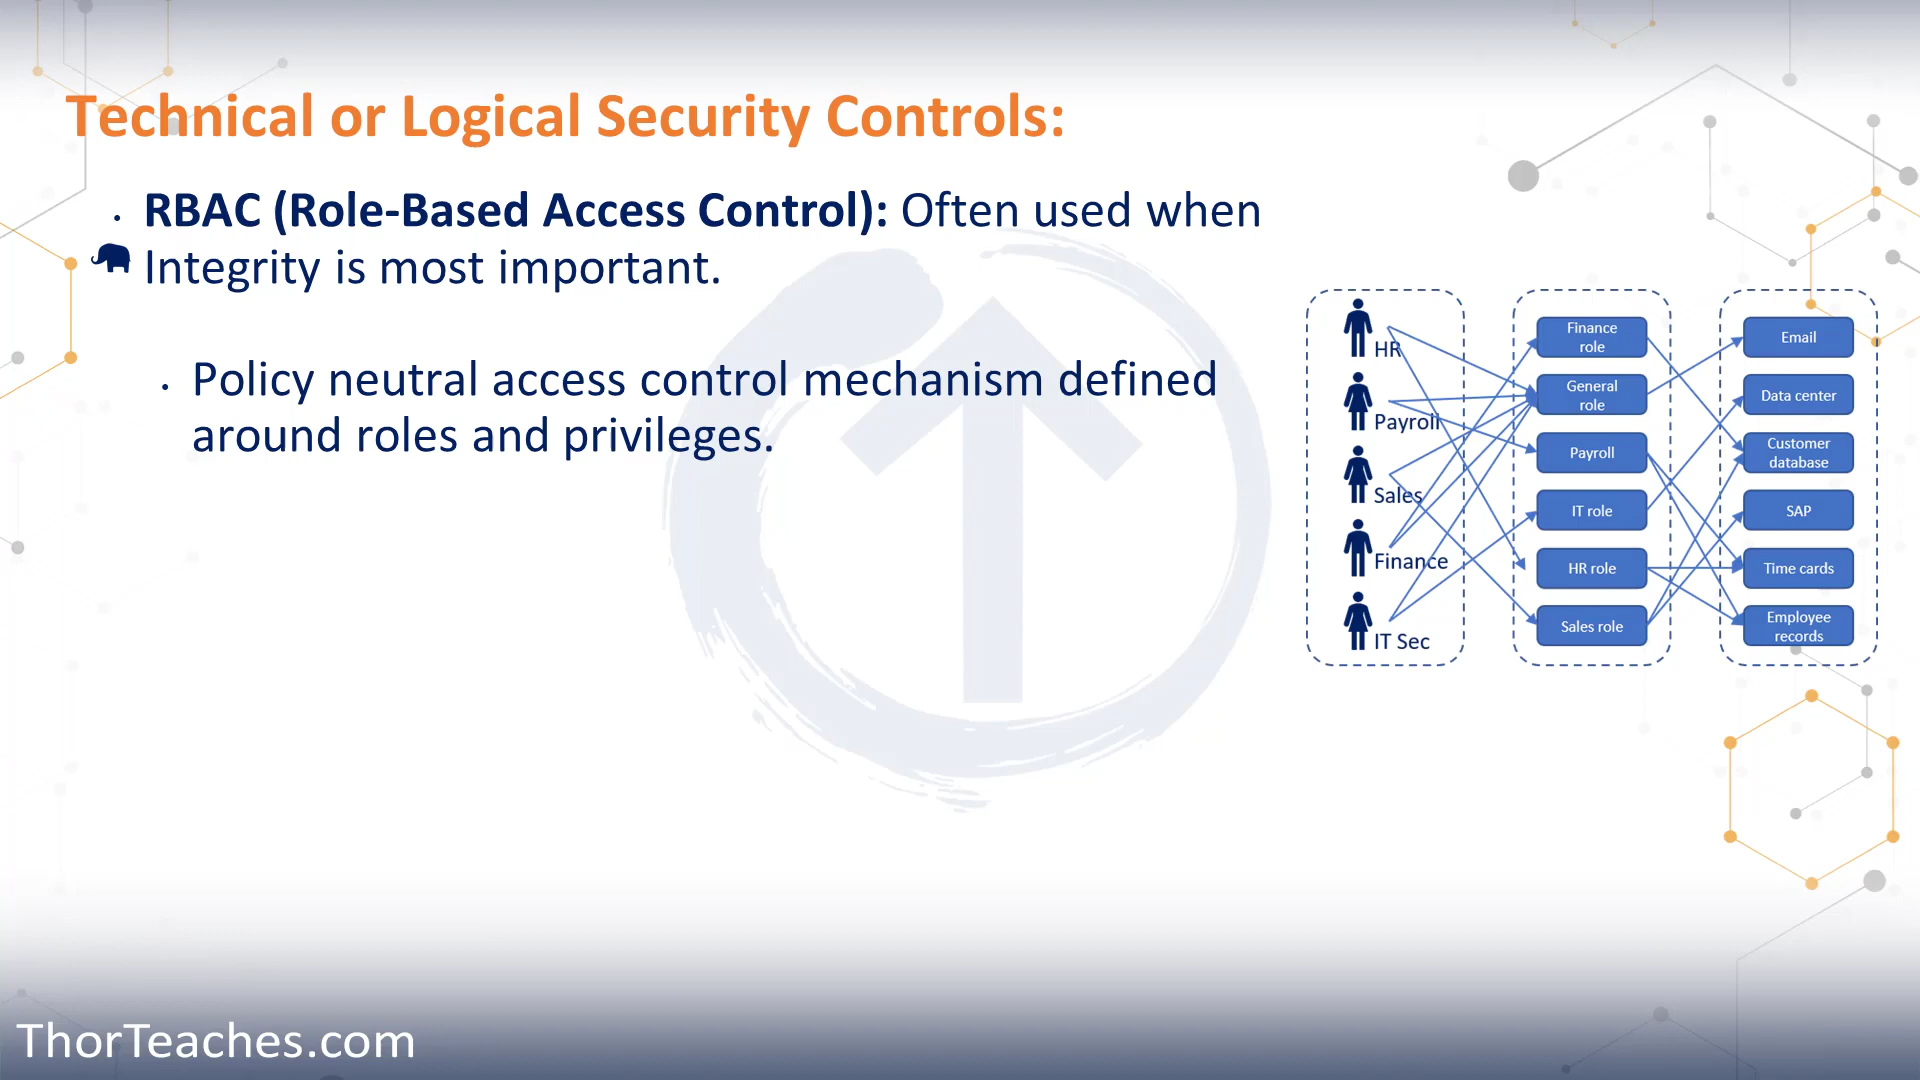 Technical or Logical Security Controls:
RBAC (Role-Based Access Control): Often used when
Integrity is most important.
Policy neutral access control mechanism defined
around roles and privileges.
HR
Payroll
Sales
Finance
IT Sec
Finance
role
General
role
Payroll
IT role
HR role
Sales role
Email
Data center
Customer
database
SAP
Time cards
Employee
records
ThorTeaches.com